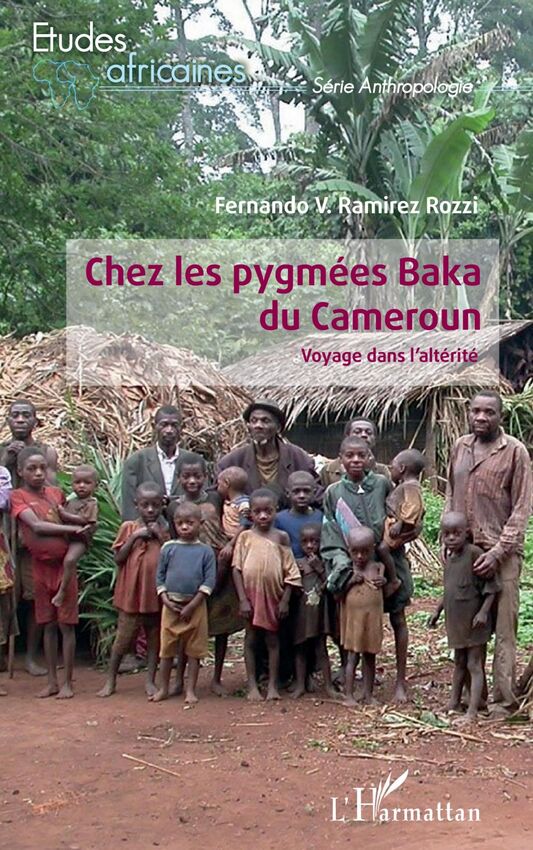 Etudes
africaines
Série Anthropologie
Fernando V. Ramirez Rozzi
Chez les pygmées Baka
du Cameroun
Voyage dans l'altérité
L'Harmattan